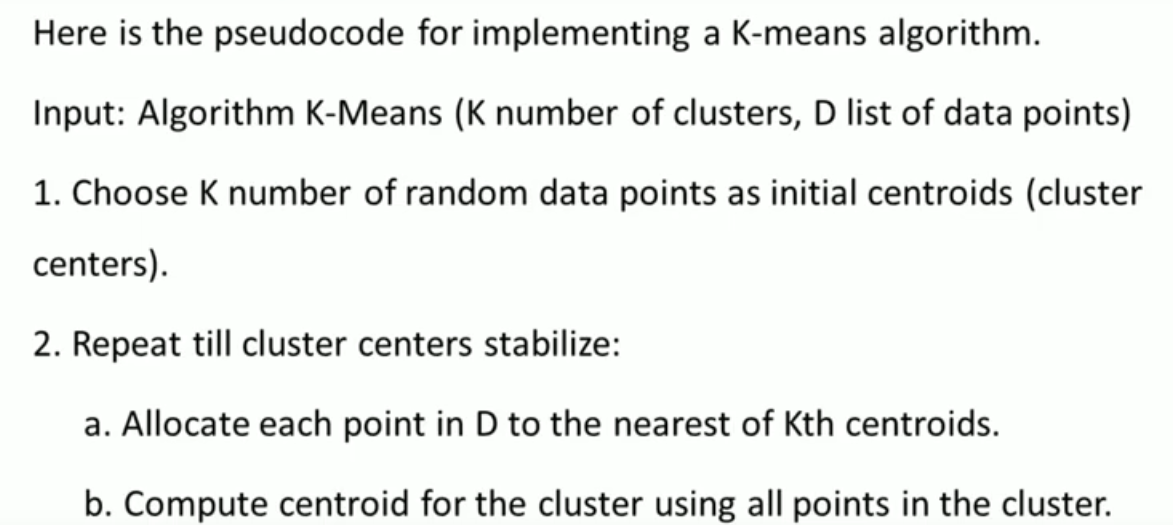 Here is the pseudocode for implementing a K-means algorithm.
Input: Algorithm K-Means (K number of clusters, D list of data points)
1. Choose K number of random data points as initial centroids (cluster
centers).
2. Repeat till cluster centers stabilize:
a. Allocate each point in D to the nearest of Kth centroids.
b. Compute centroid for the cluster using all points in the cluster.